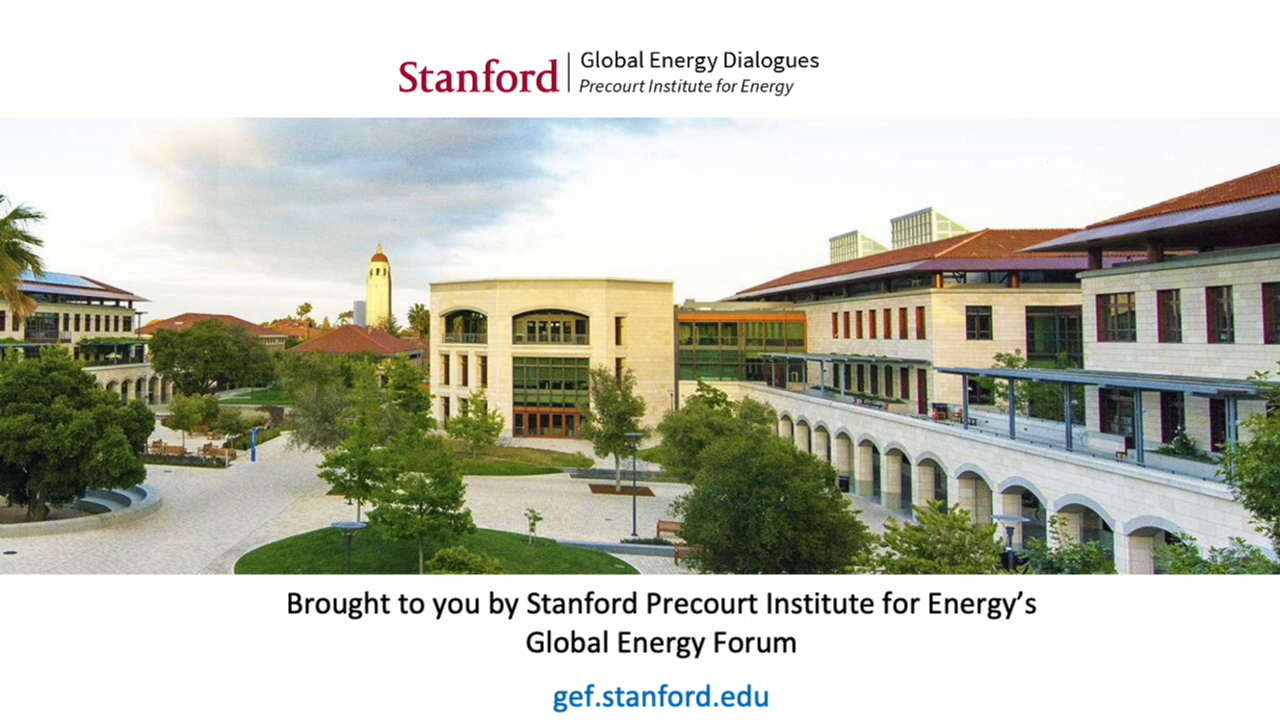 Stanford
Global Energy Dialogues
Precourt Institute for Energy
Brought to you by Stanford Precourt Institute for Energy’s
Global Energy Forum
gef.stanford.edu